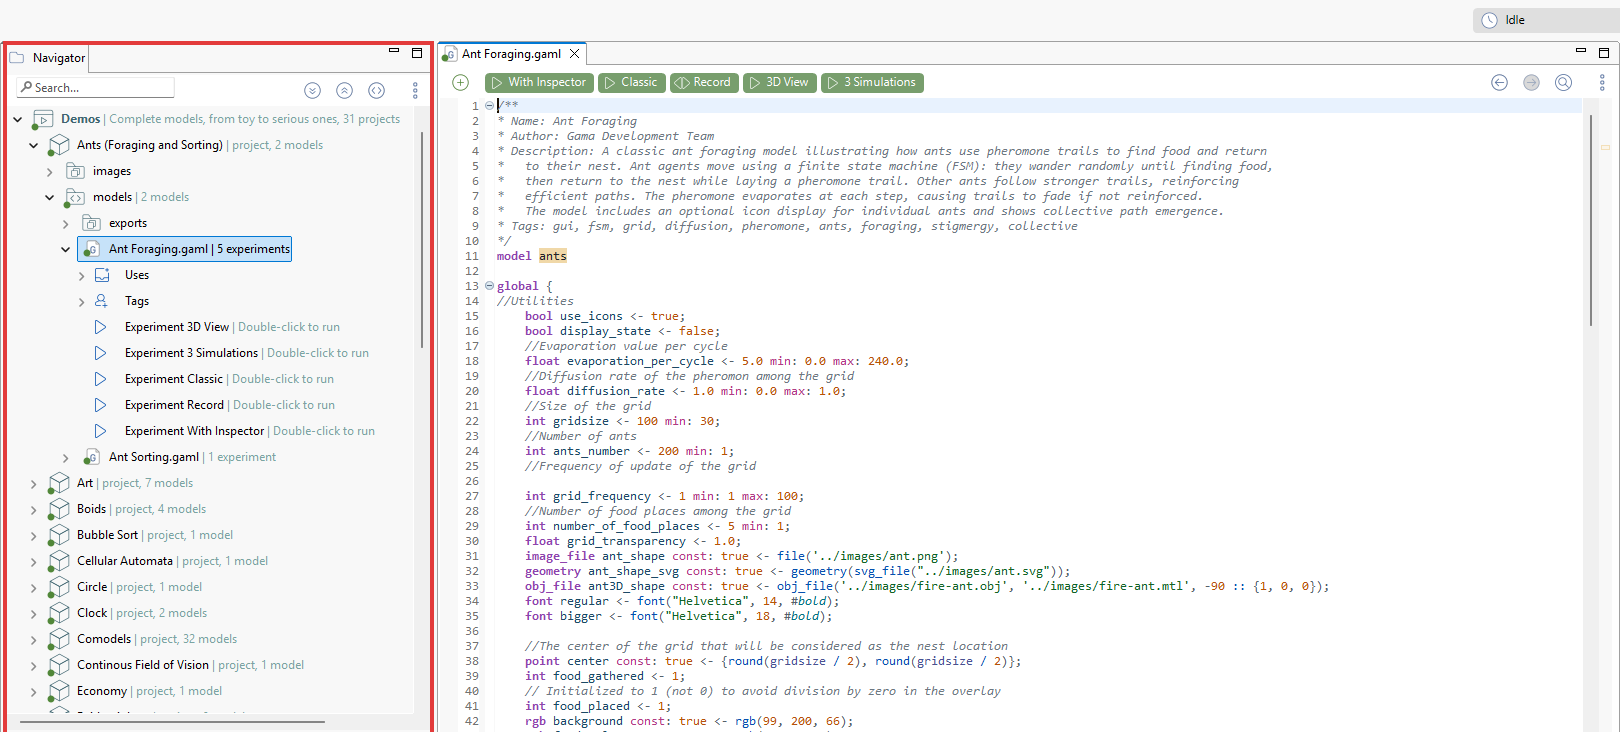 Idle
Navigator
Search...
Demos | Complete models, from toy to serious ones, 31 projects
Ants (Foraging and Sorting) | project, 2 models
images
models | 2 models
exports
Ant Foraging.gaml | 5 experiments
Uses
Tags
Experiment 3D View | Double-click to run
Experiment 3 Simulations | Double-click to run
Experiment Classic | Double-click to run
Experiment Record | Double-click to run
Experiment With Inspector | Double-click to run
Ant Sorting.gaml | 1 experiment
Art | project, 7 models
Boids | project, 4 models
Bubble Sort | project, 1 model
Cellular Automata | project, 1 model
Circle | project, 1 model
Clock | project, 2 models
Comodels | project, 32 models
Continous Field of Vision | project, 1 model
Economy | project, 1 model
Ant Foraging.gaml
With Inspector Classic Record 3D View 3 Simulations
1 /**
2 * Name: Ant Foraging
3 * Author: Gama Development Team
4 * Description: A classic ant foraging model illustrating how ants use pheromone trails to find food and return
5 *   to their nest. Ant agents move using a finite state machine (FSM): they wander randomly until finding food,
6 *   then return to the nest while laying a pheromone trail. Other ants follow stronger trails, reinforcing
7 *   efficient paths. The pheromone evaporates at each step, causing trails to fade if not reinforced.
8 *   The model includes an optional icon display for individual ants and shows collective path emergence.
9 * Tags: gui, fsm, grid, diffusion, pheromone, ants, foraging, stigmergy, collective
10 */
11 model ants
12
13 global {
14 //Utilities
15     bool use_icons <- true;
16     bool display_state <- false;
17     //Evaporation value per cycle
18     float evaporation_per_cycle <- 5.0 min: 0.0 max: 240.0;
19     //Diffusion rate of the pheromon among the grid
20     float diffusion_rate <- 1.0 min: 0.0 max: 1.0;
21     //Size of the grid
22     int gridsize <- 100 min: 30;
23     //Number of ants
24     int ants_number <- 200 min: 1;
25     //Frequency of update of the grid
26
27     int grid_frequency <- 1 min: 1 max: 100;
28     //Number of food places among the grid
29     int number_of_food_places <- 5 min: 1;
30     float grid_transparency <- 1.0;
31     image_file ant_shape const: true <- file('../images/ant.png');
32     geometry ant_shape_svg const: true <- geometry(svg_file("../images/ant.svg"));
33     obj_file ant3D_shape const: true <- obj_file('../images/fire-ant.obj', '../images/fire-ant.mtl', -90 :: {1, 0, 0});
34     font regular <- font("Helvetica", 14, #bold);
35     font bigger <- font("Helvetica", 18, #bold);
36
37     //The center of the grid that will be considered as the nest location
38     point center const: true <- {round(gridsize / 2), round(gridsize / 2)};
39     int food_gathered <- 1;
40     // Initialized to 1 (not 0) to avoid division by zero in the overlay
41     int food_placed <- 1;
42     rgb background const: true <- rgb(99, 200, 66);